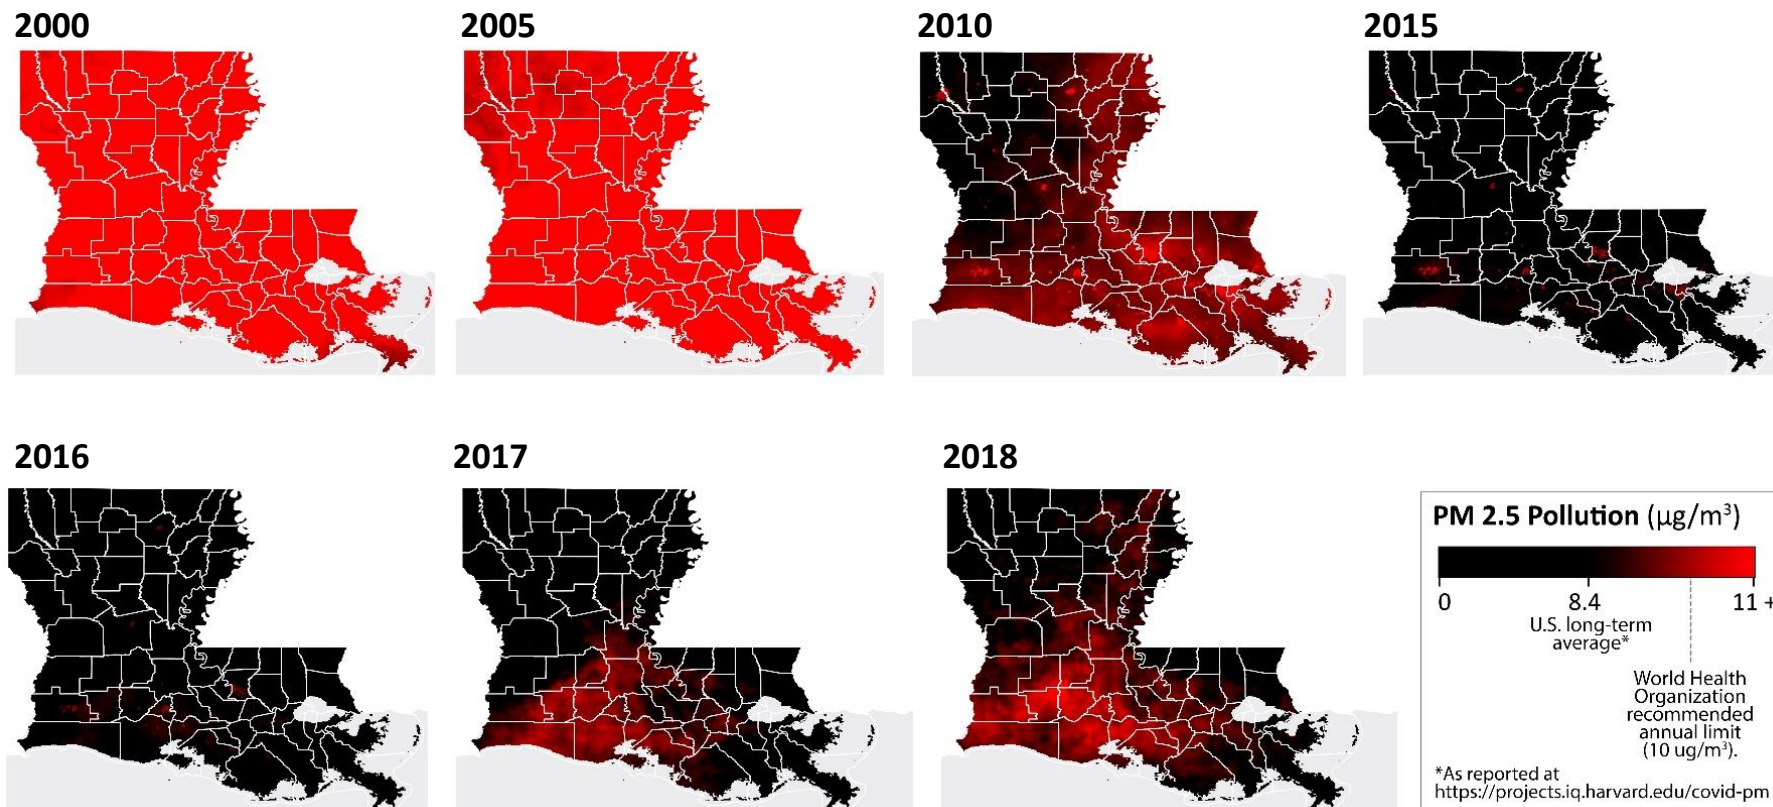 2000
2005
2010
2015
2016
2017
2018
PM 2.5 Pollution (µg/m³)
0
8.4
11 +
U.S. long-term
average*
World Health
Organization
recommended
annual limit
(10 ug/m³).
*As reported at
https://projects.iq.harvard.edu/covid-pm